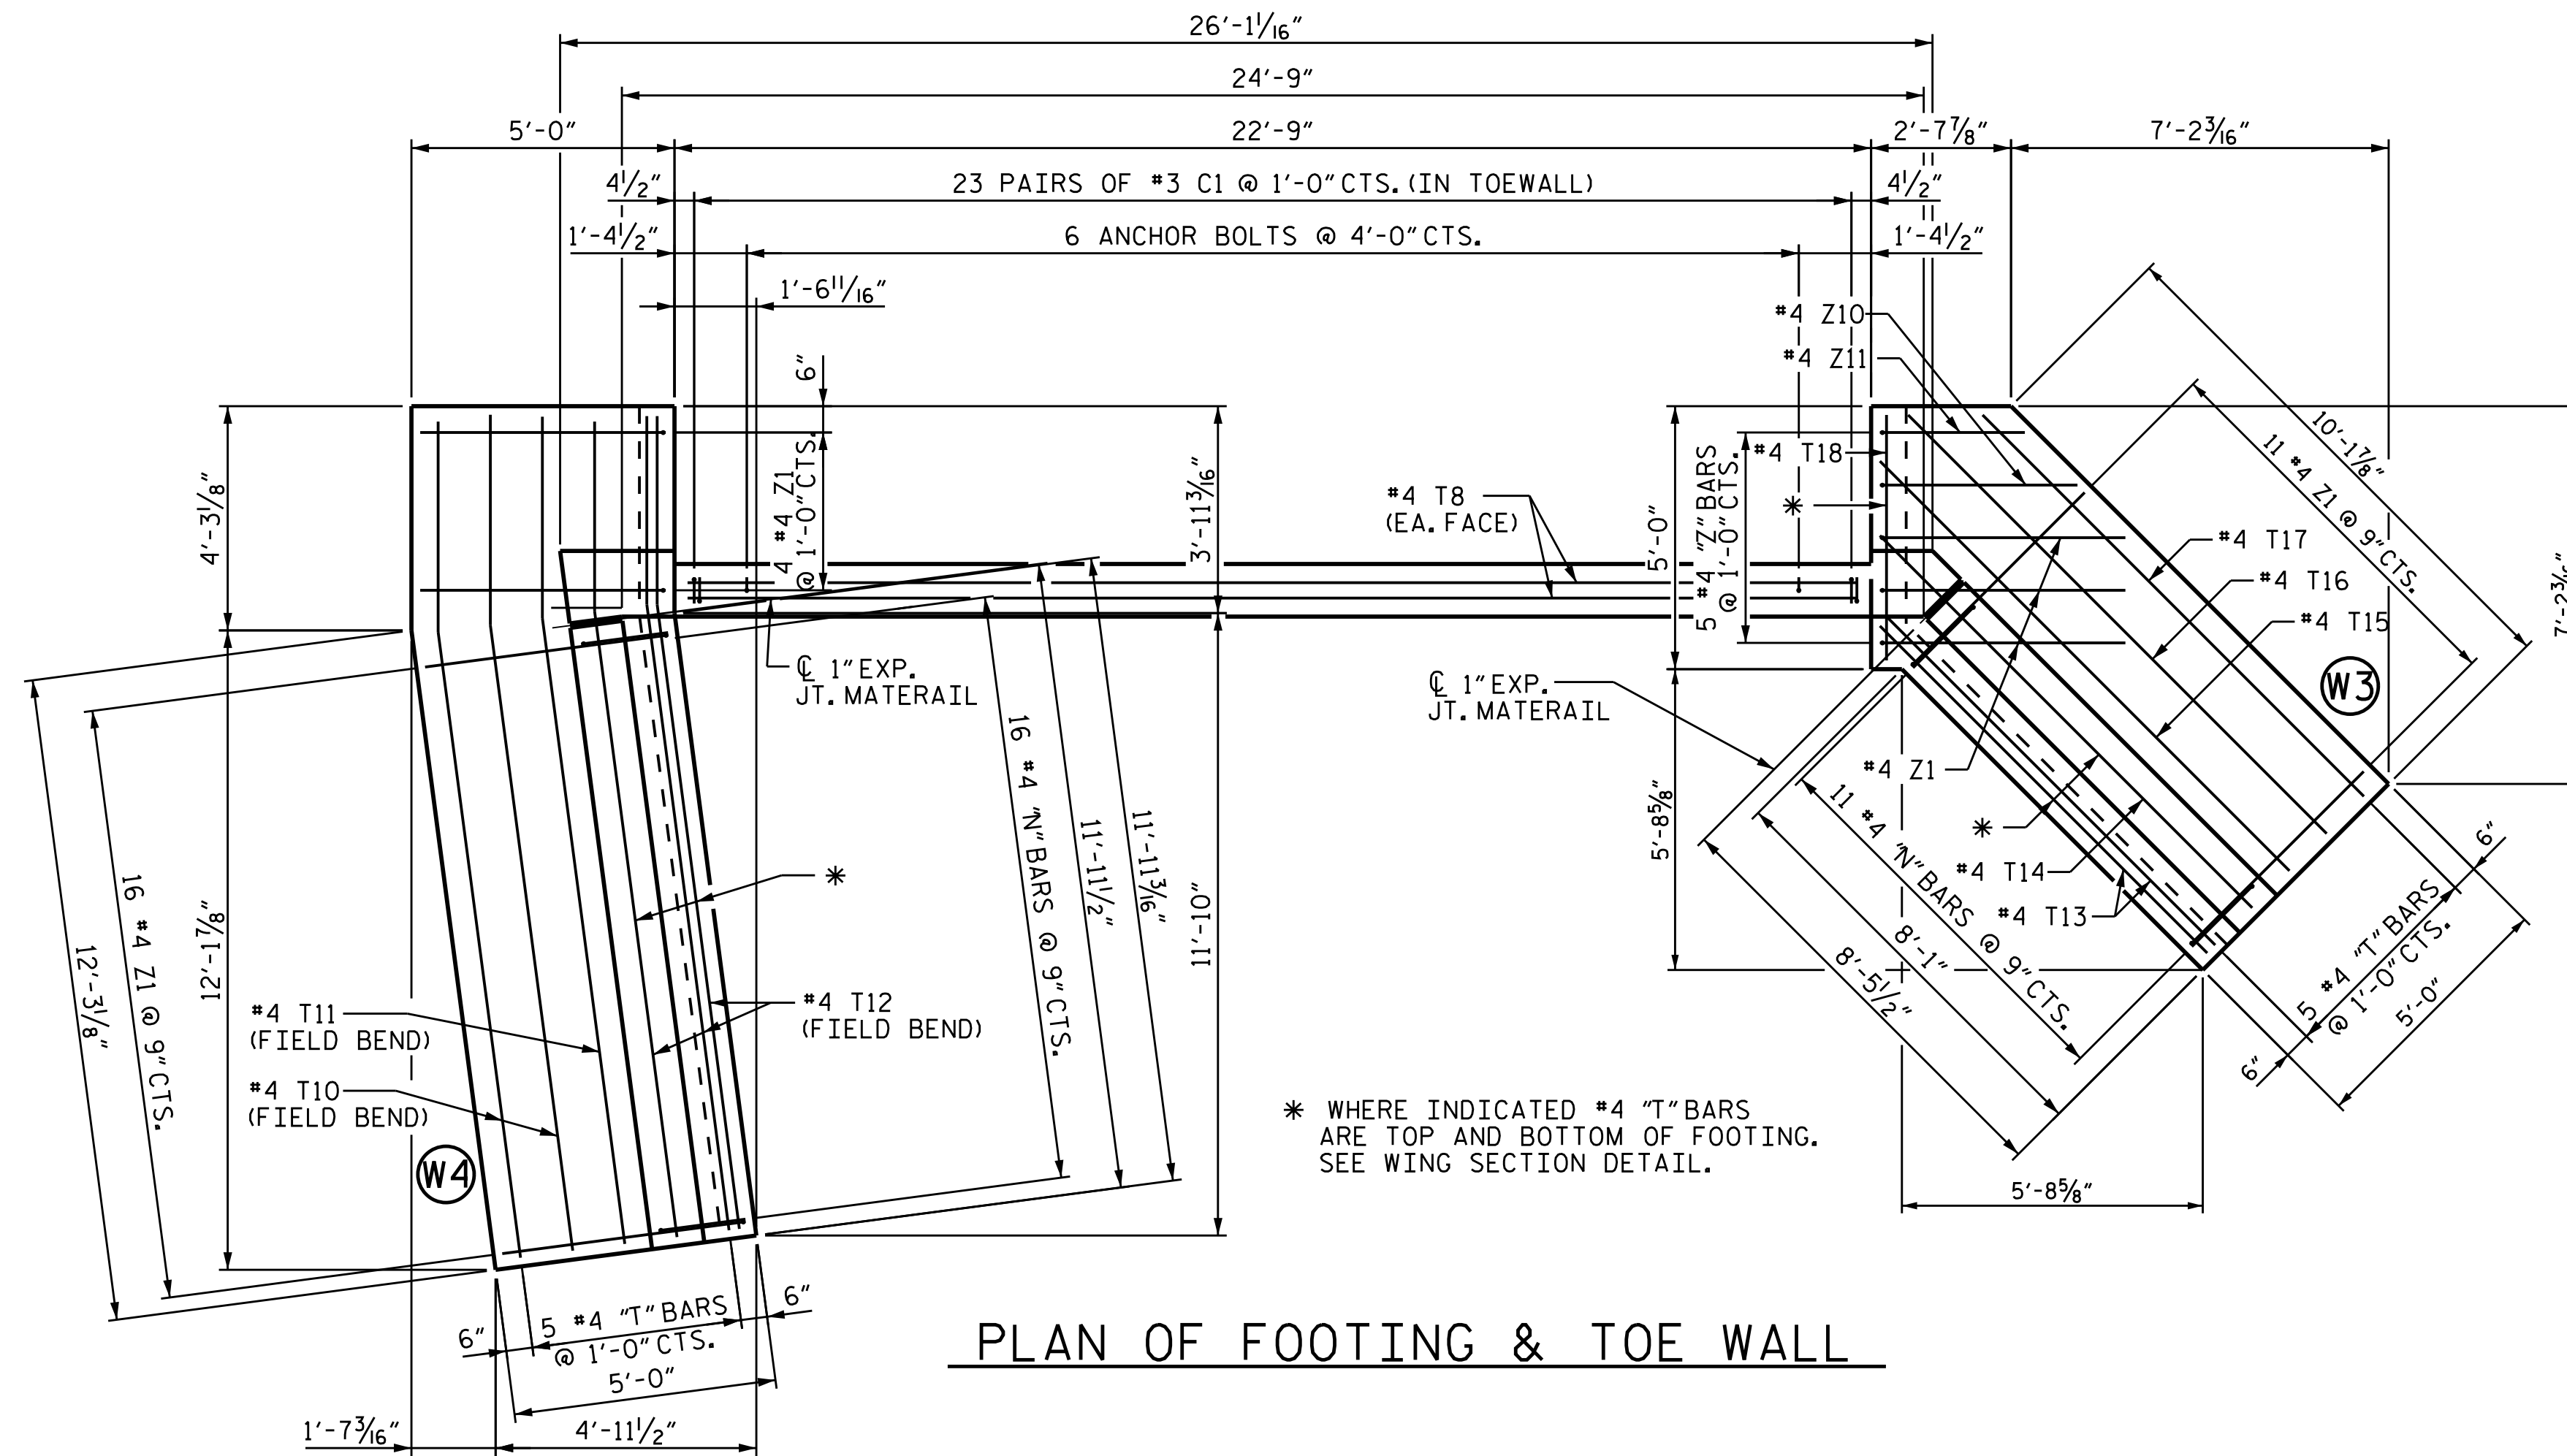 26'-1 1/16"
24'-9"
5'-0"
22'-9"
2'-7 7/8"
7'-2 3/16"
4 1/2"
23 PAIRS OF #3 C1 @ 1'-0" CTS. (IN TOEWALL)
4 1/2"
1'-4 1/2"
6 ANCHOR BOLTS @ 4'-0" CTS.
1'-4 1/2"
1'-6 11/16"
#4 Z10
#4 Z11
6"
4 #4 Z1
@ 1'-0" CTS.
4'-3 1/8"
3'-11 3/16"
#4 T8
(EA. FACE)
5'-0"
5 #4 "Z" BARS
@ 1'-0" CTS.
#4 T18
*
10'-1 7/8"
11 #4 Z1 @ 9" CTS.
#4 T17
#4 T16
#4 T15
7'-2 3/16"
W3
℄ 1" EXP.
JT. MATERAIL
℄ 1" EXP.
JT. MATERAIL
#4 Z1
*
#4 T14
#4 T13
5'-8 5/8"
11 #4 "N" BARS @ 9" CTS.
8'-1"
8'-5 1/2"
6"
5 #4 "T" BARS
@ 1'-0" CTS.
5'-0"
6"
5'-8 5/8"
12'-3 1/8"
16 #4 Z1 @ 9" CTS.
12'-1 7/8"
*
16 #4 "N" BARS @ 9" CTS.
11'-11 1/2"
11'-11 3/16"
11'-10"
#4 T11
(FIELD BEND)
#4 T10
(FIELD BEND)
#4 T12
(FIELD BEND)
W4
* WHERE INDICATED #4 "T" BARS
ARE TOP AND BOTTOM OF FOOTING.
SEE WING SECTION DETAIL.
6"
5 #4 "T" BARS
@ 1'-0" CTS.
6"
5'-0"
1'-7 3/16"
4'-11 1/2"
PLAN OF FOOTING & TOE WALL